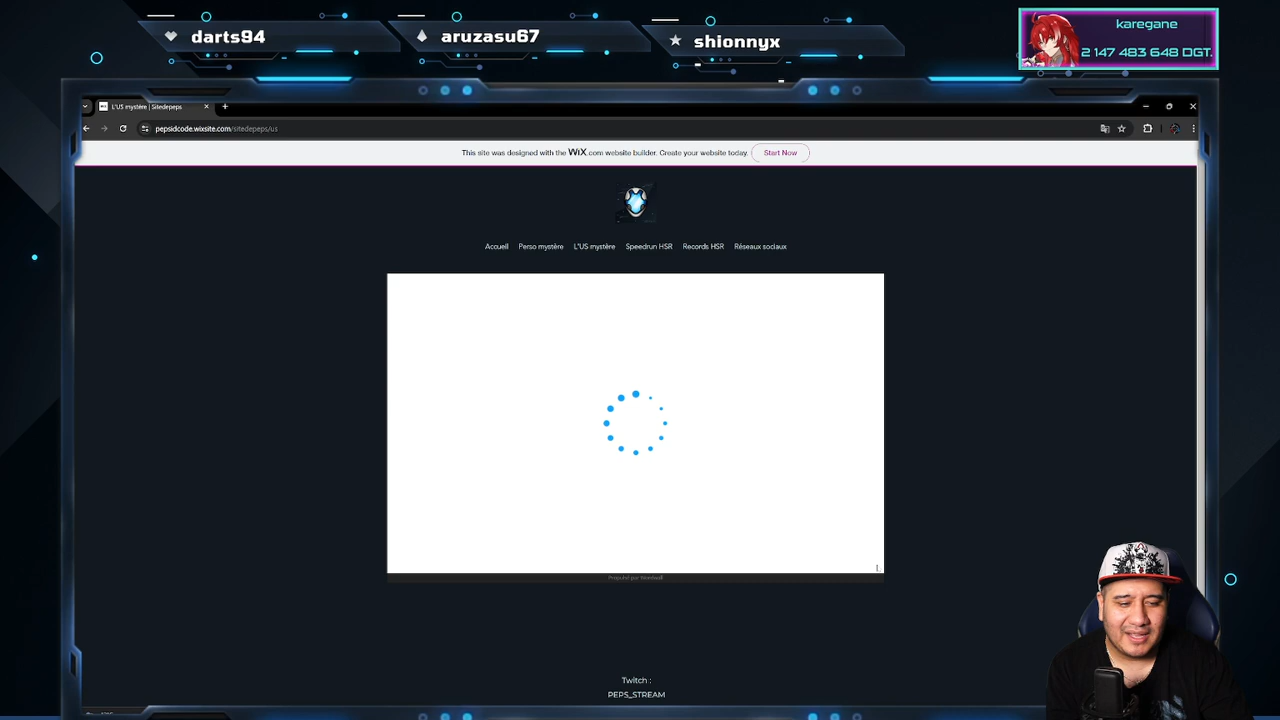 darts94
aruzasu67
shionnyx
karegane
2 147 483 648 DGT.
L'US mystère | Sitedepeps
pepsidcode.wixsite.com/sitedepeps/us
This site was designed with the WiX.com website builder. Create your website today.
Start Now
Accueil
Perso mystère
L'US mystère
Speedrun HSR
Records HSR
Réseaux sociaux
Propulsé par
Twitch :
PEPS_STREAM